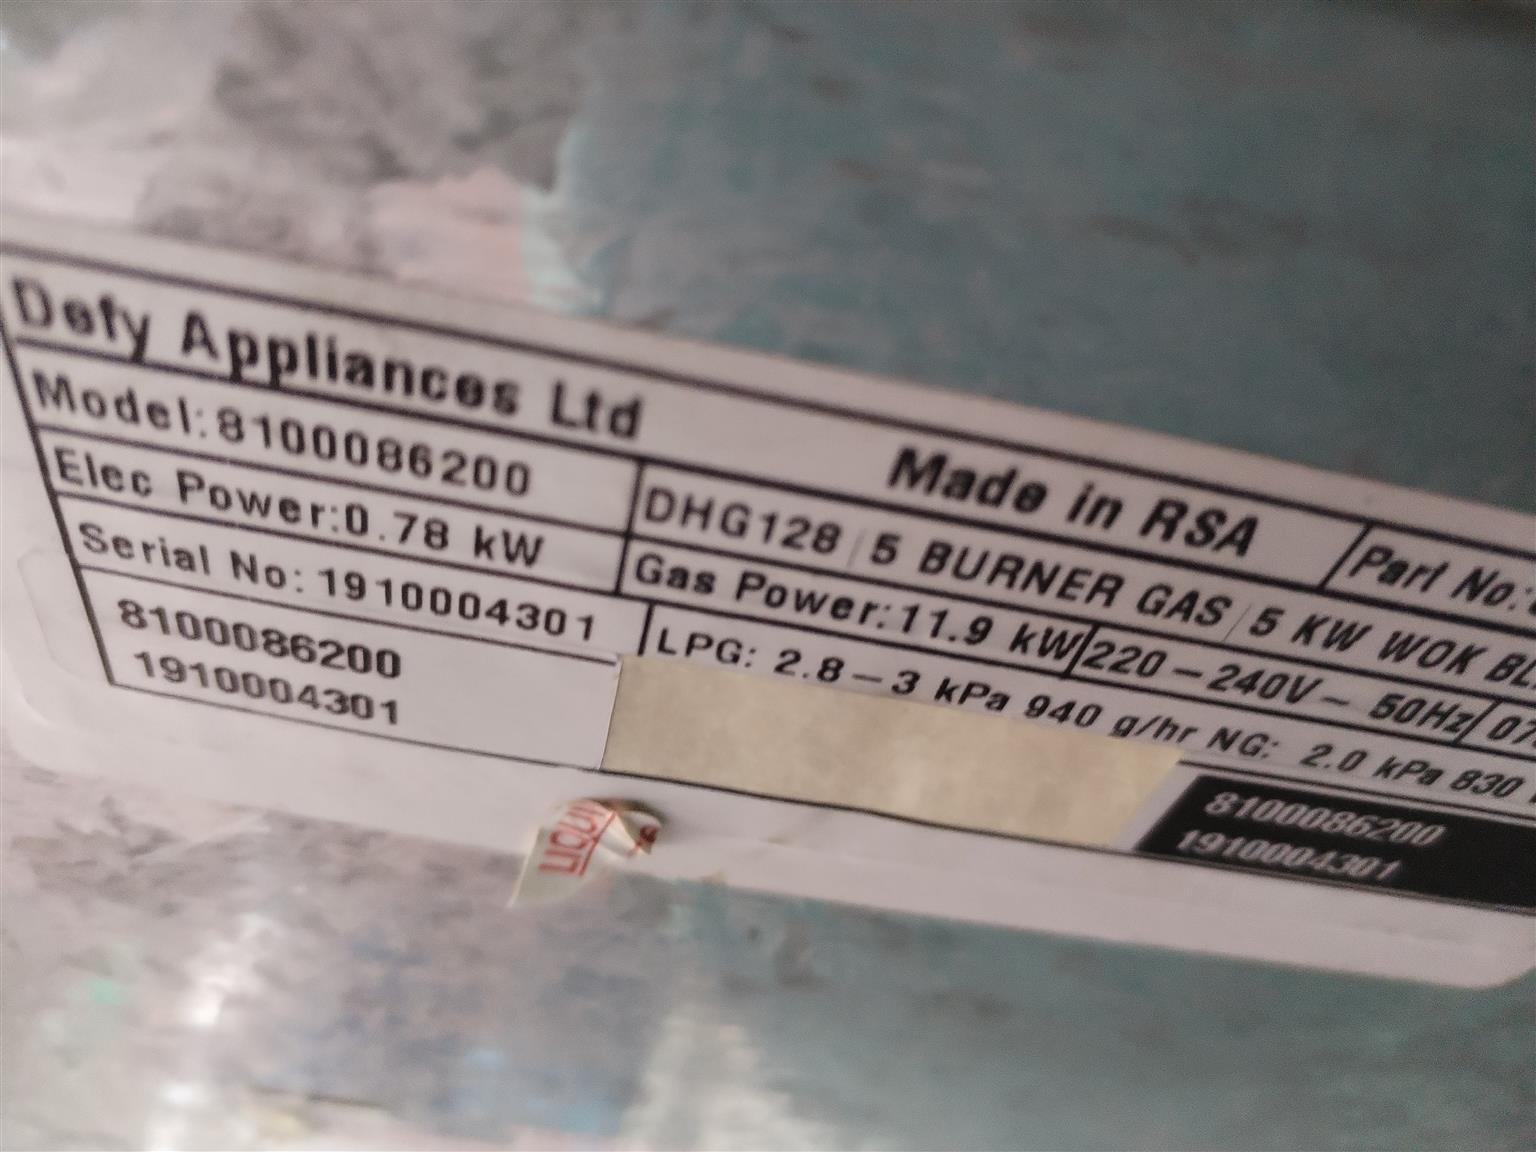 Defy Appliances Ltd Made in RSA Part No:
Model:8100086200 DHG128/5 BURNER GAS/5 KW WOK
Elec Power:0.78 kW Gas Power:11.9 kW/220-240V~ 50Hz/
Serial No: 1910004301 LPG: 2.8-3 kPa 940 g/hr NG: 2.0 kPa 830
8100086200
1910004301
8100086200
1910004301